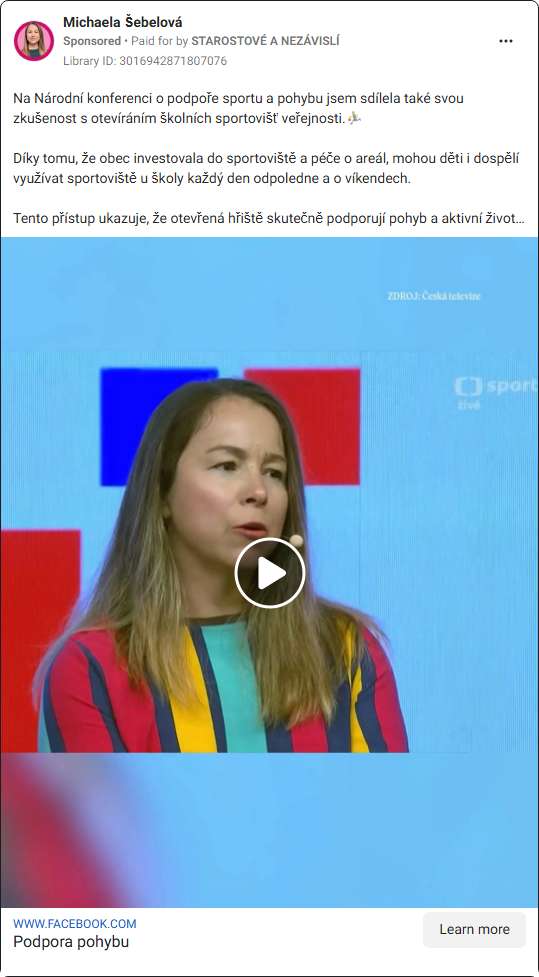 Michaela Šebelová
Sponsored • Paid for by STAROSTOVÉ A NEZÁVISLÍ
Library ID: 3016942871807076
Na Národní konferenci o podpoře sportu a pohybu jsem sdílela také svou
zkušenost s otevíráním školních sportovišť veřejnosti.
Díky tomu, že obec investovala do sportoviště a péče o areál, mohou děti i dospělí
využívat sportoviště u školy každý den odpoledne a o víkendech.
Tento přístup ukazuje, že otevřená hřiště skutečně podporují pohyb a aktivní život…
ZDROJ: Česká televize
sport
živě
WWW.FACEBOOK.COM
Podpora pohybu
Learn more